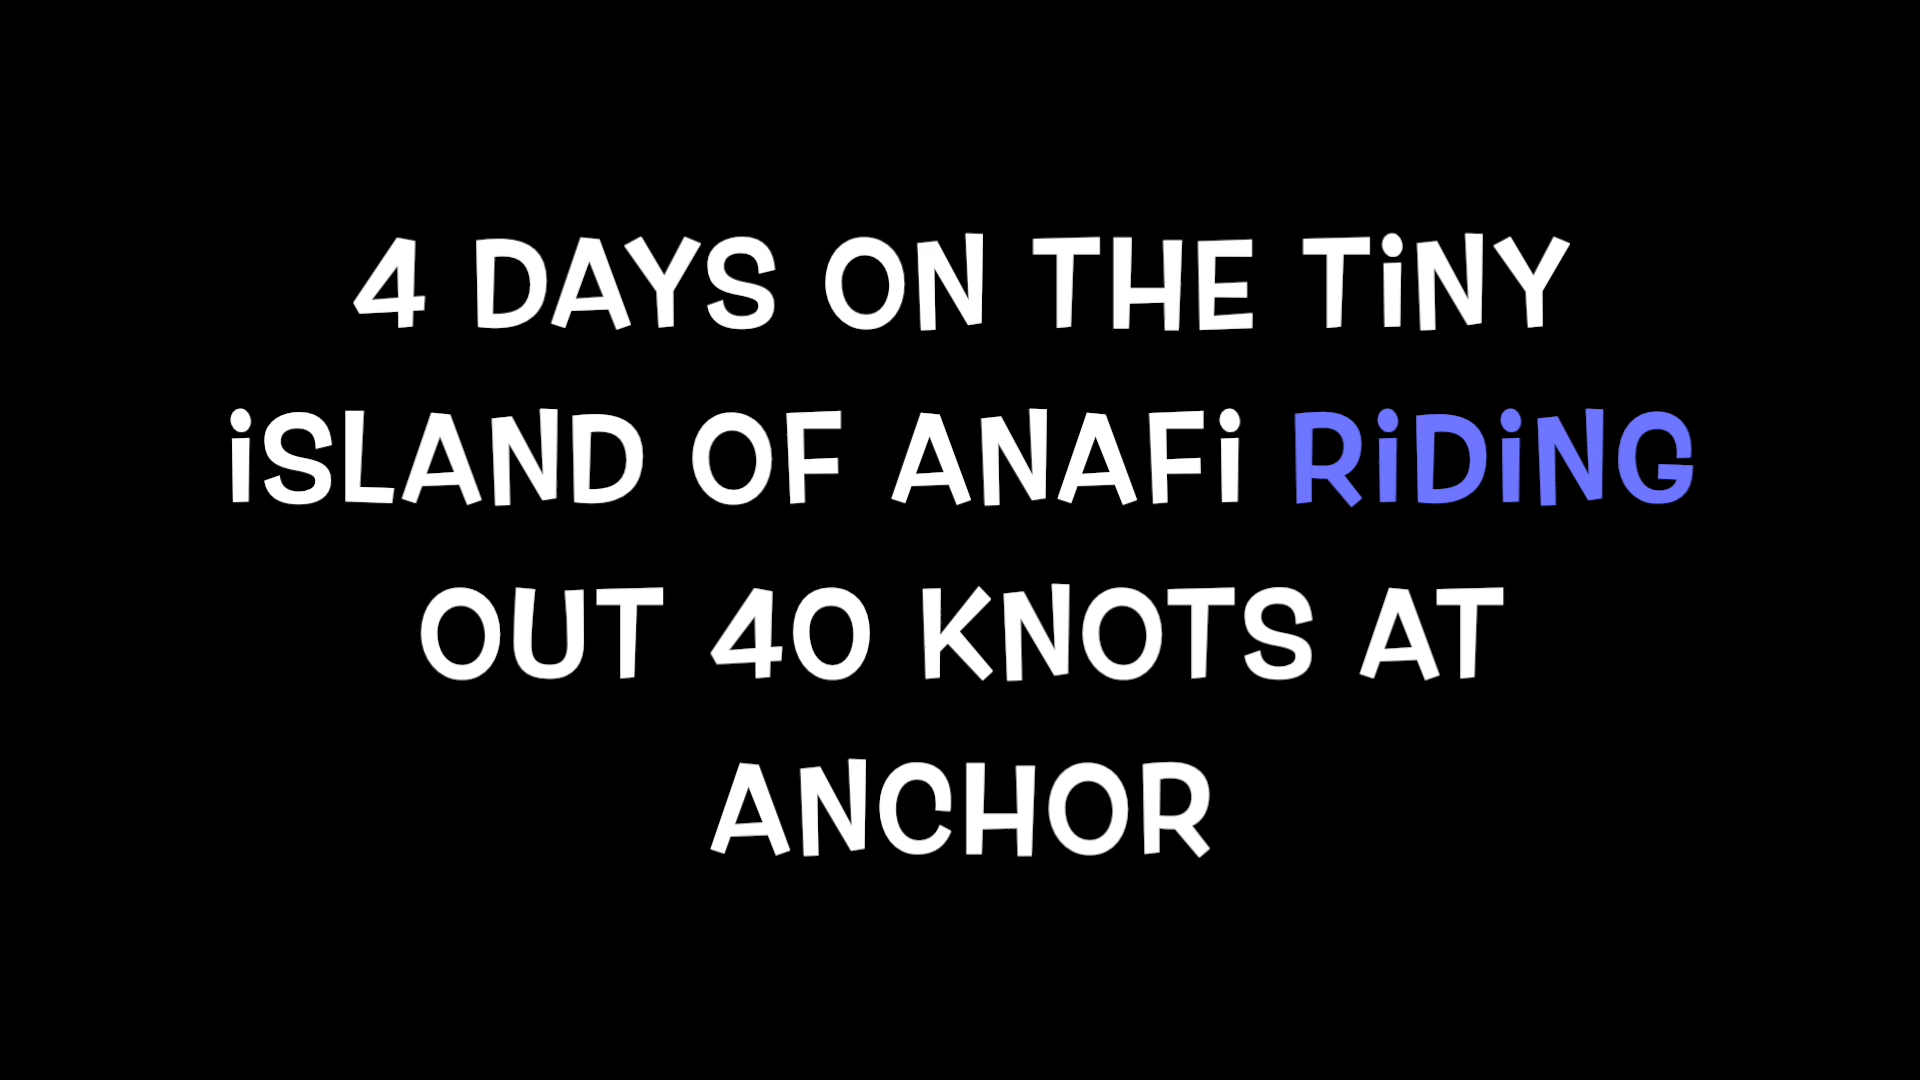 4 DAYS ON THE TiNY
iSLAND OF ANAFi RiDiNG
OUT 40 KNOTS AT
ANCHOR